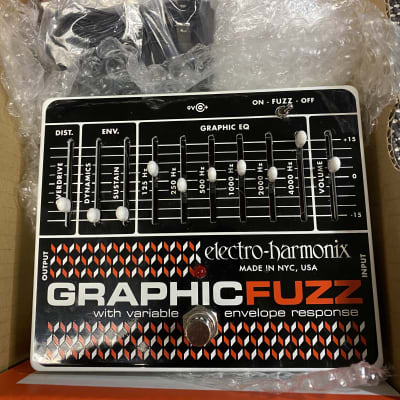 9V
ON - FUZZ - OFF
DIST. ENV. GRAPHIC EQ
OVERDRIVE DYNAMICS SUSTAIN 125 Hz 250 Hz 500 Hz 1000 Hz 2000 Hz 4000 Hz VOLUME
+15
0
-15
electro-harmonix
MADE IN NYC, USA
OUTPUT
INPUT
GRAPHICFUZZ
with variable envelope response